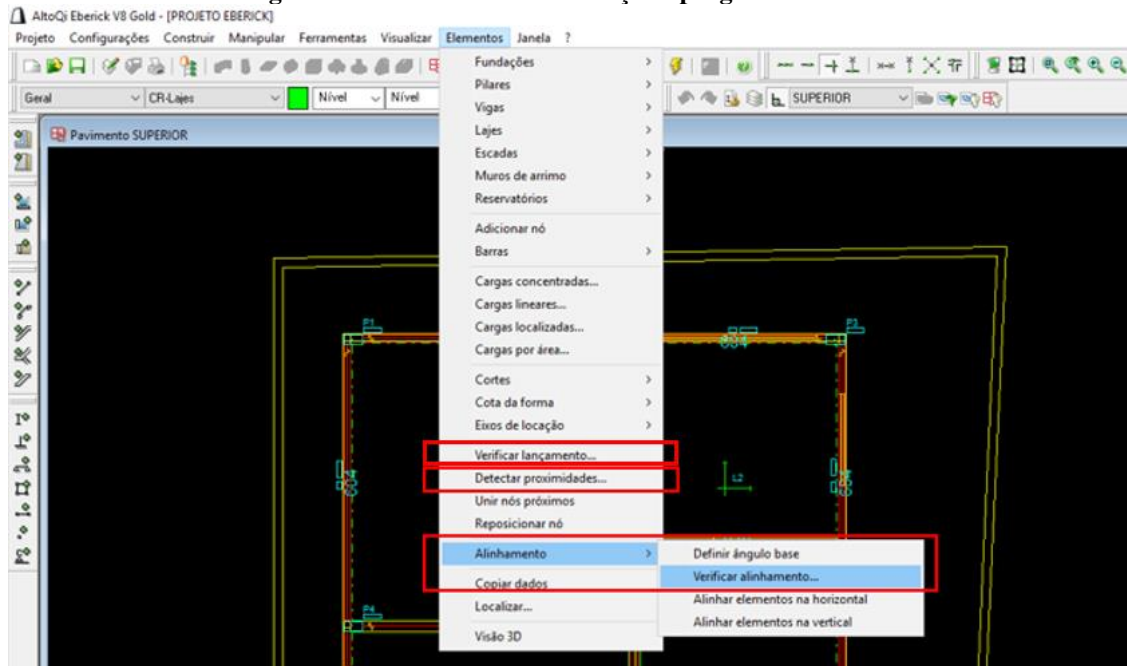 AltoQi Eberick V8 Gold - [PROJETO EBERICK]
Projeto Configurações Construir Manipular Ferramentas Visualizar Elementos Janela ?
Geral CR-Lajes Nível Nível SUPERIOR
Pavimento SUPERIOR
Fundações
Pilares
Vigas
Lajes
Escadas
Muros de arrimo
Reservatórios
Adicionar nó
Barras
Cargas concentradas...
Cargas lineares...
Cargas localizadas...
Cargas por área...
Cortes
Cota da forma
Eixos de locação
Verificar lançamento...
Detectar proximidades...
Unir nós próximos
Reposicionar nó
Alinhamento
Copiar dados
Localizar...
Visão 3D
Definir ângulo base
Verificar alinhamento...
Alinhar elementos na horizontal
Alinhar elementos na vertical
P1
P3
604
604
L2
604
P4